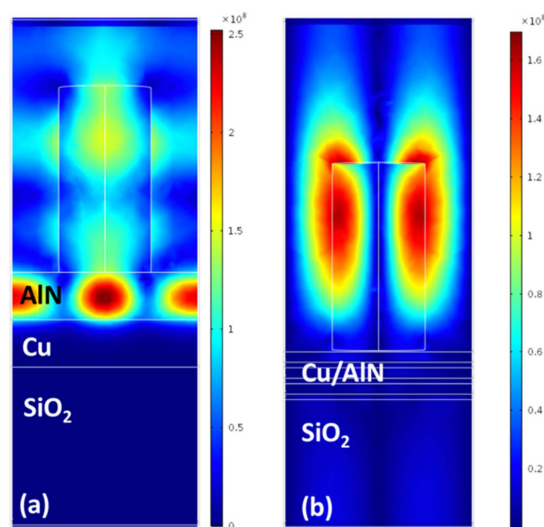 ×10⁸
2.5
2
1.5
1
0.5
0
AlN
Cu
SiO₂
(a)
×10⁸
1.6
1.4
1.2
1
0.8
0.6
0.4
0.2
Cu/AlN
SiO₂
(b)